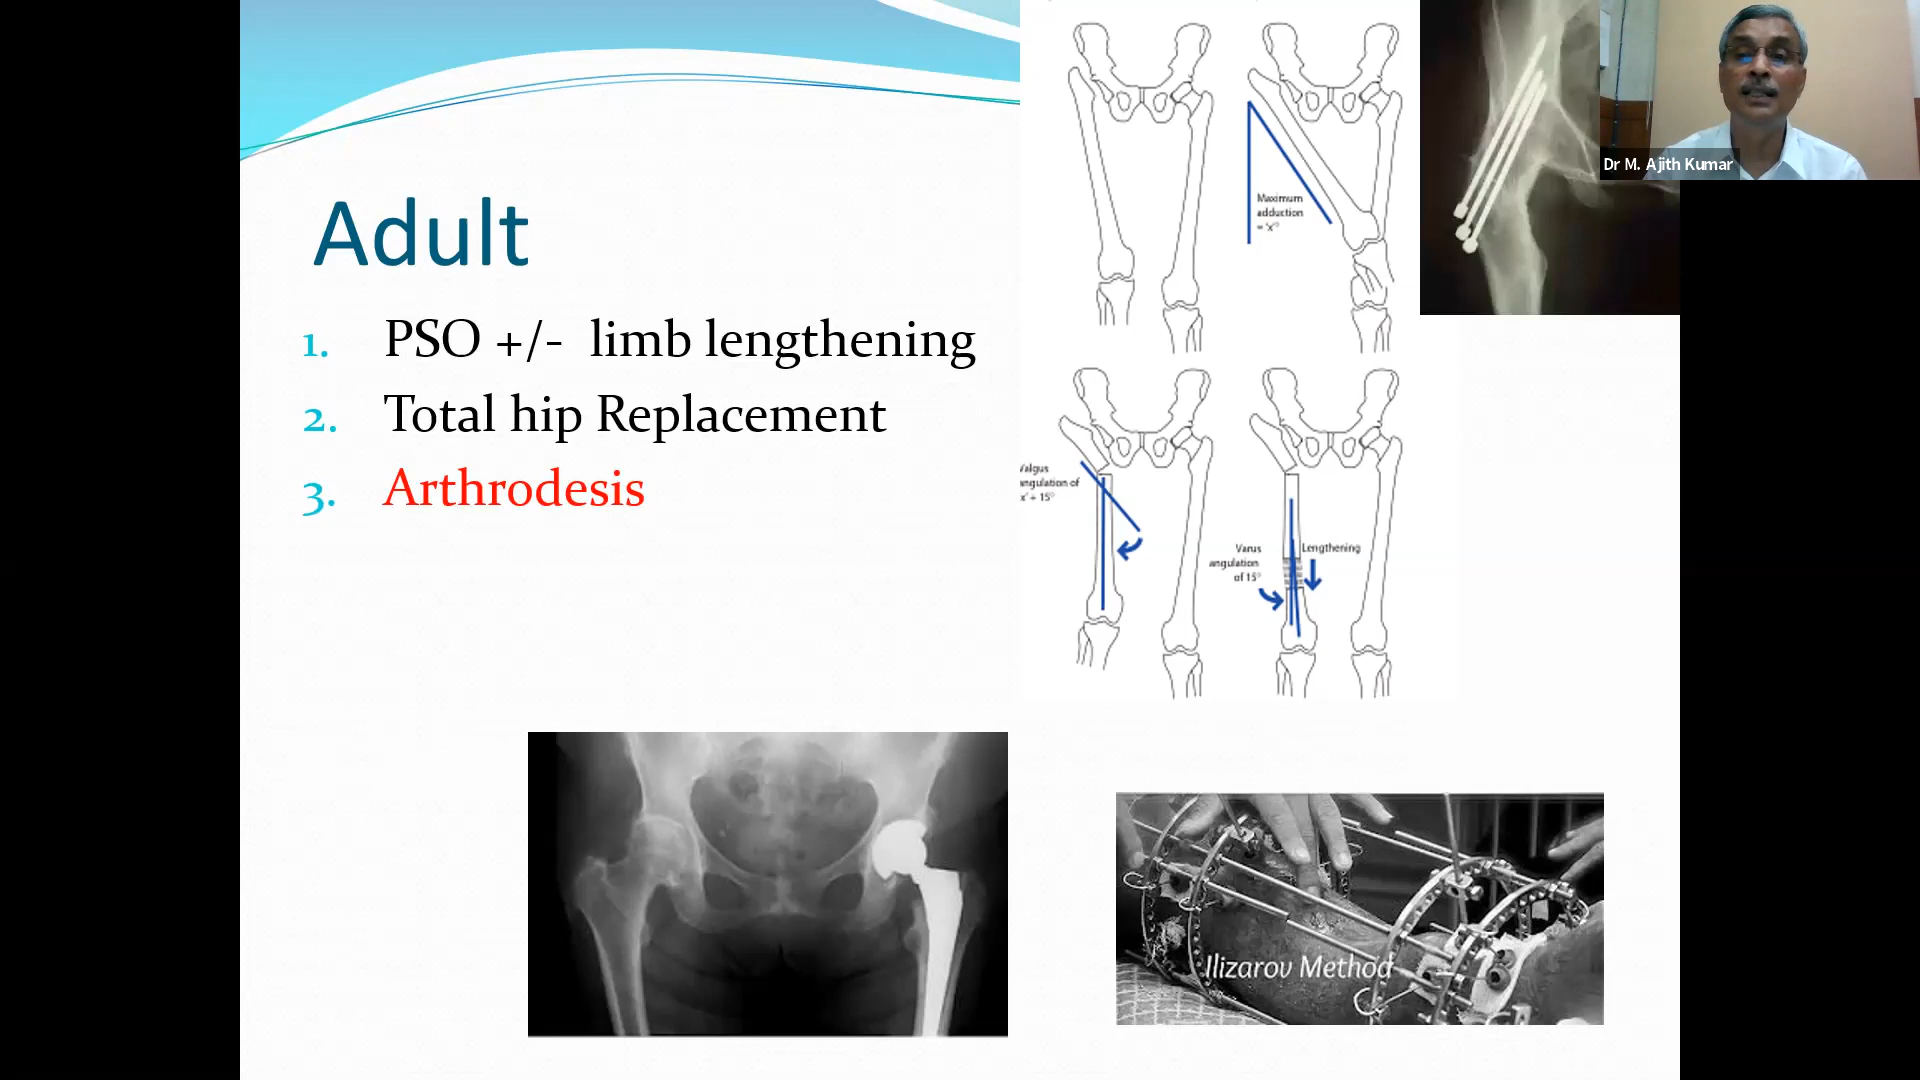 Adult
1. PSO +/- limb lengthening
2. Total hip Replacement
3. Arthrodesis
Maximum
adduction
= 'x'°
Valgus
angulation of
'x' + 15°
Varus
angulation
of 15°
Lengthening
Ilizarov Method
Dr M. Ajith Kumar